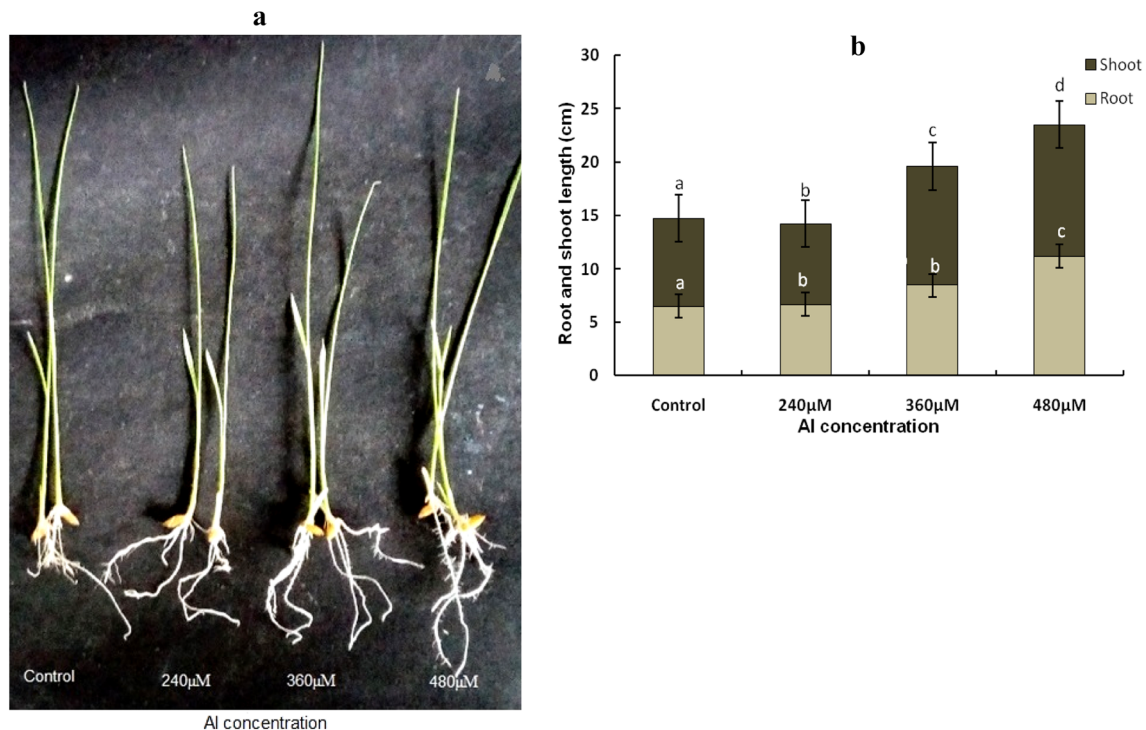 a
Control
240µM
360µM
480µM
Al concentration
b
Root and shoot length (cm)
30
25
20
15
10
5
0
Shoot
Root
a
b
c
d
a
b
b
c
Control
240µM
360µM
480µM
Al concentration